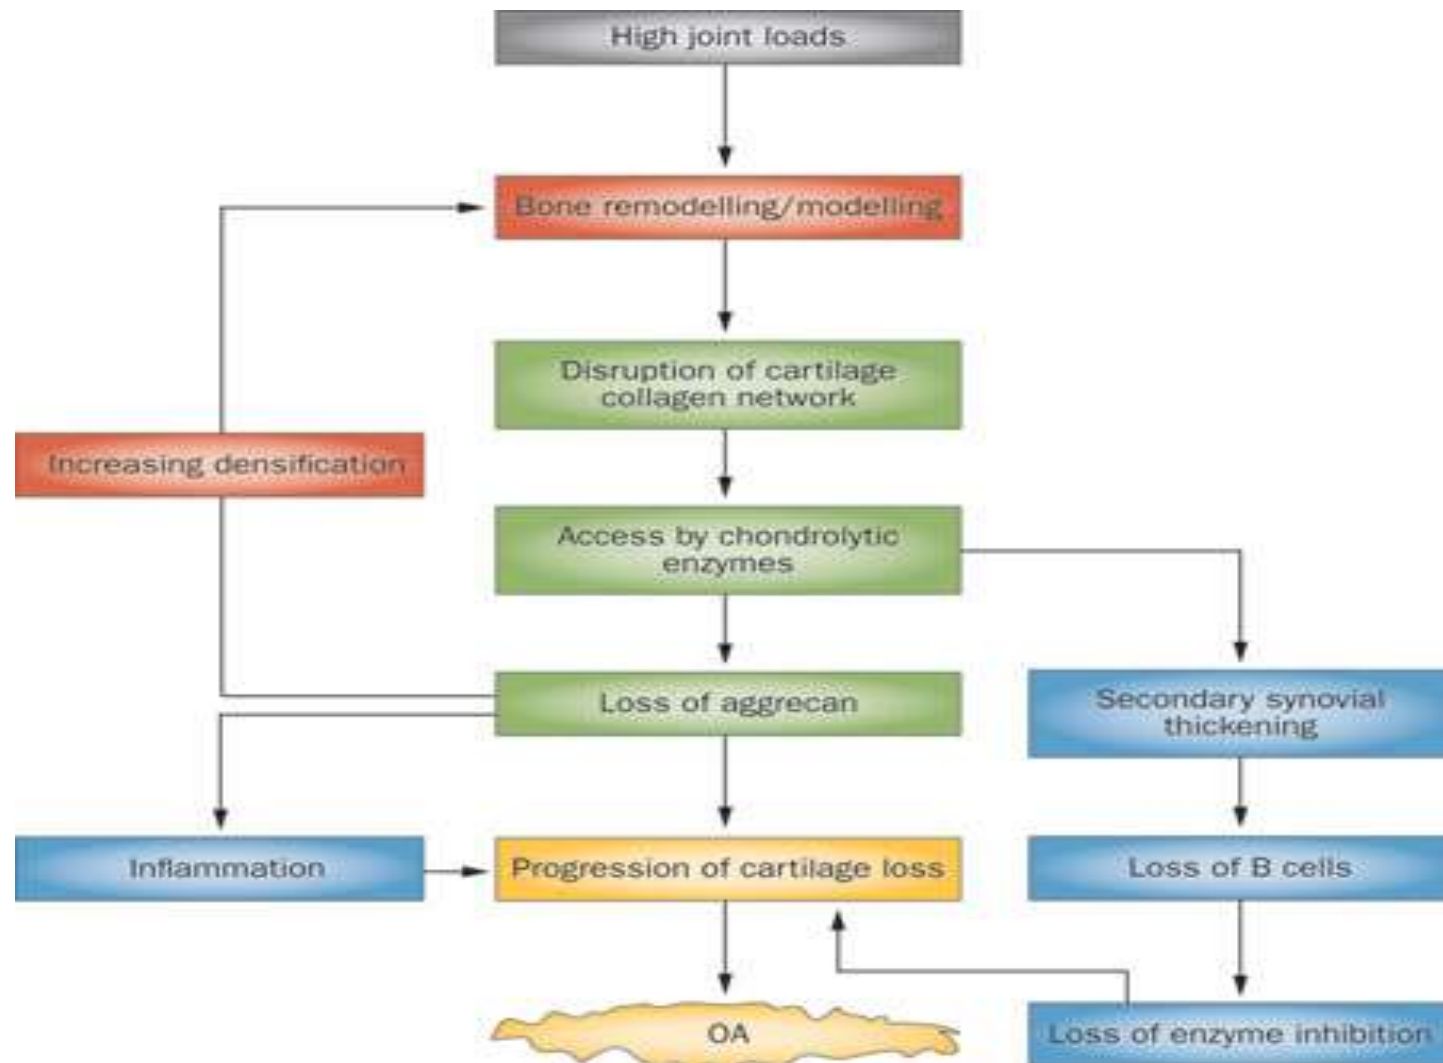 High joint loads
Bone remodelling/modelling
Disruption of cartilage
collagen network
Increasing densification
Access by chondrolytic
enzymes
Loss of aggrecan
Secondary synovial
thickening
Inflammation
Progression of cartilage loss
Loss of B cells
OA
Loss of enzyme inhibition